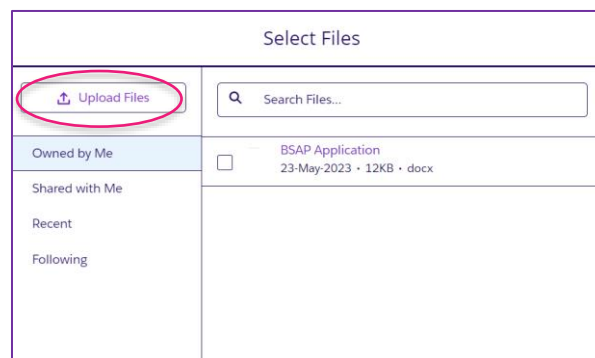 Select Files
Upload Files
Search Files...
Owned by Me
Shared with Me
Recent
Following
BSAP Application
23-May-2023 • 12KB • docx